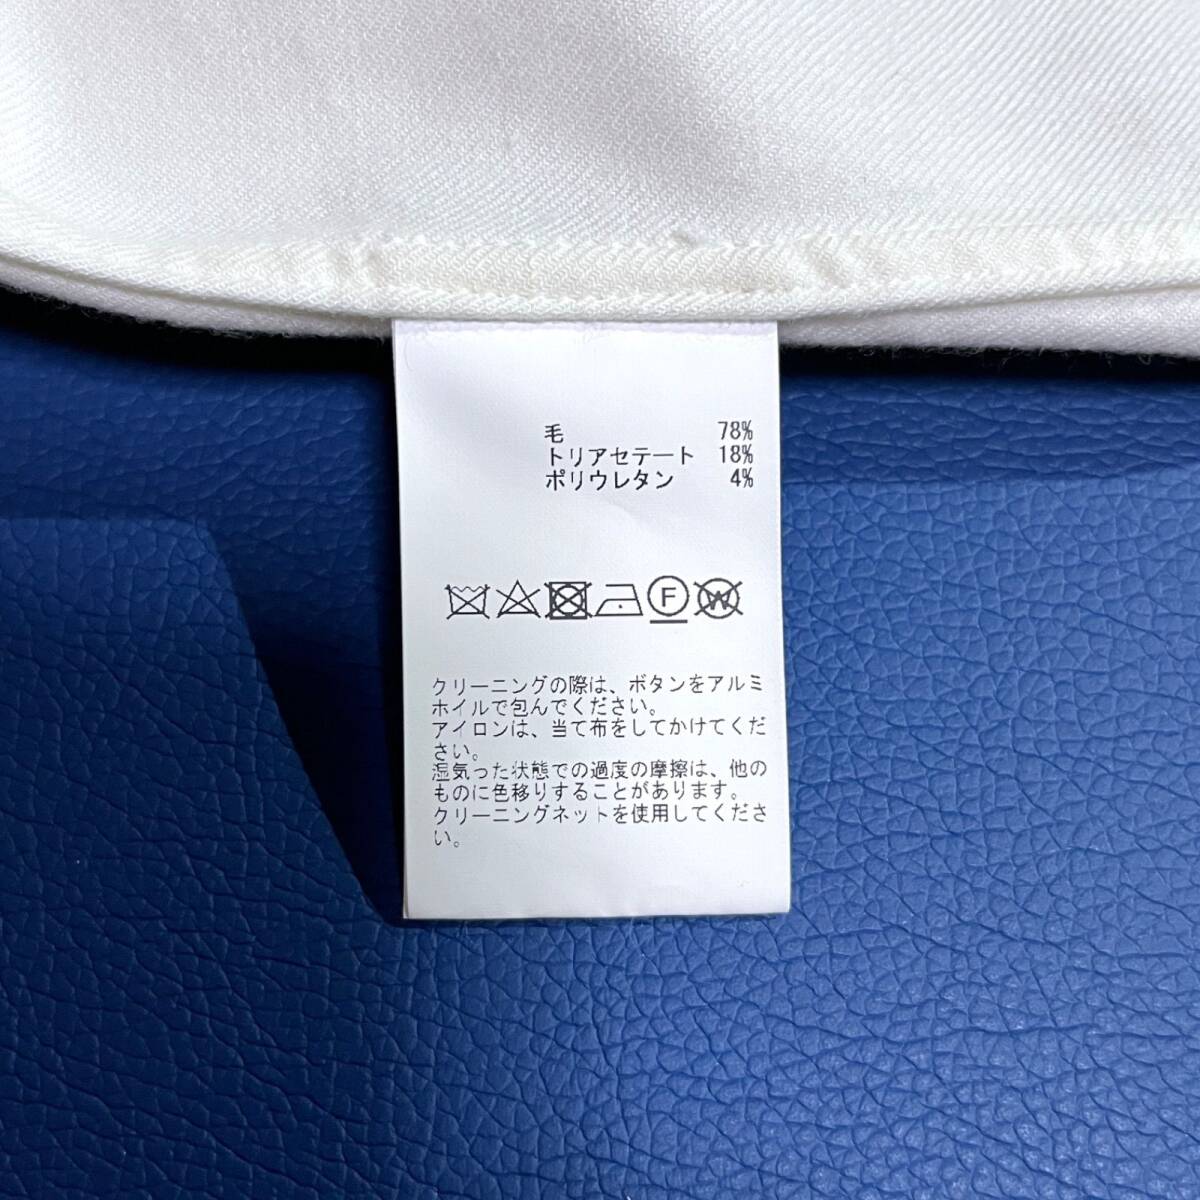 毛 78%
トリアセテート 18%
ポリウレタン 4%
F W
クリーニングの際は、ボタンをアルミ
ホイルで包んでください。
アイロンは、当て布をしてかけてくだ
さい。
湿気った状態での過度の摩擦は、他の
ものに色移りすることがあります。
クリーニングネットを使用してくださ
い。